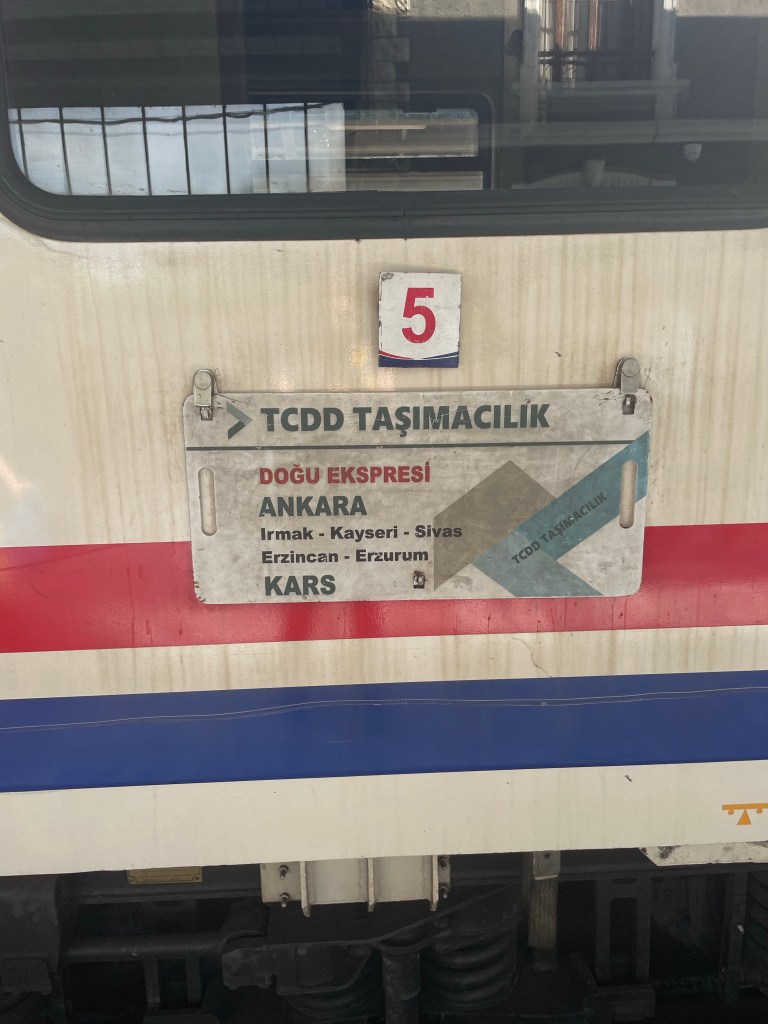 5
TCDD TAŞIMACILIK
DOĞU EKSPRESİ
ANKARA
Irmak - Kayseri - Sivas
Erzincan - Erzurum
KARS
TCDD TAŞIMACILIK